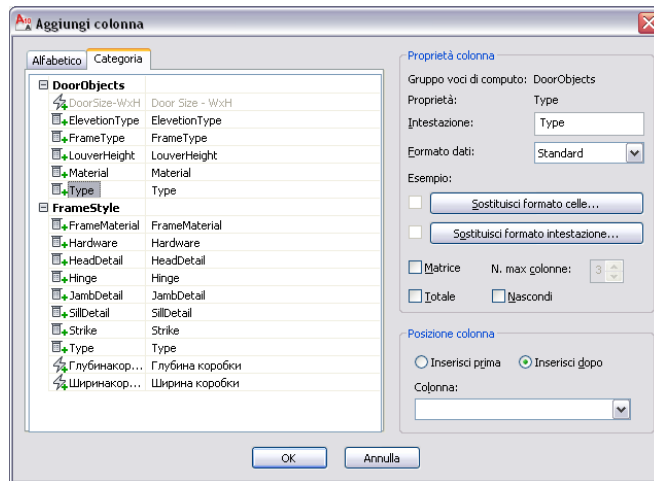 Aggiungi colonna
Alfabetico Categoria
DoorObjects
DoorSize-WxH Door Size - WxH
ElevetionType ElevetionType
FrameType FrameType
LouverHeight LouverHeight
Material Material
Type Type
FrameStyle
FrameMaterial FrameMaterial
Hardware Hardware
HeadDetail HeadDetail
Hinge Hinge
JambDetail JambDetail
SillDetail SillDetail
Strike Strike
Type Type
Глубинакор... Глубина коробки
Ширинакор... Ширина коробки
Proprietà colonna
Gruppo voci di computo: DoorObjects
Proprietà: Type
Intestazione: Type
Formato dati: Standard
Esempio:
Sostituisci formato celle...
Sostituisci formato intestazione...
Matrice N. max colonne: 3
Totale Nascondi
Posizione colonna
Inserisci prima Inserisci dopo
Colonna:
OK Annulla